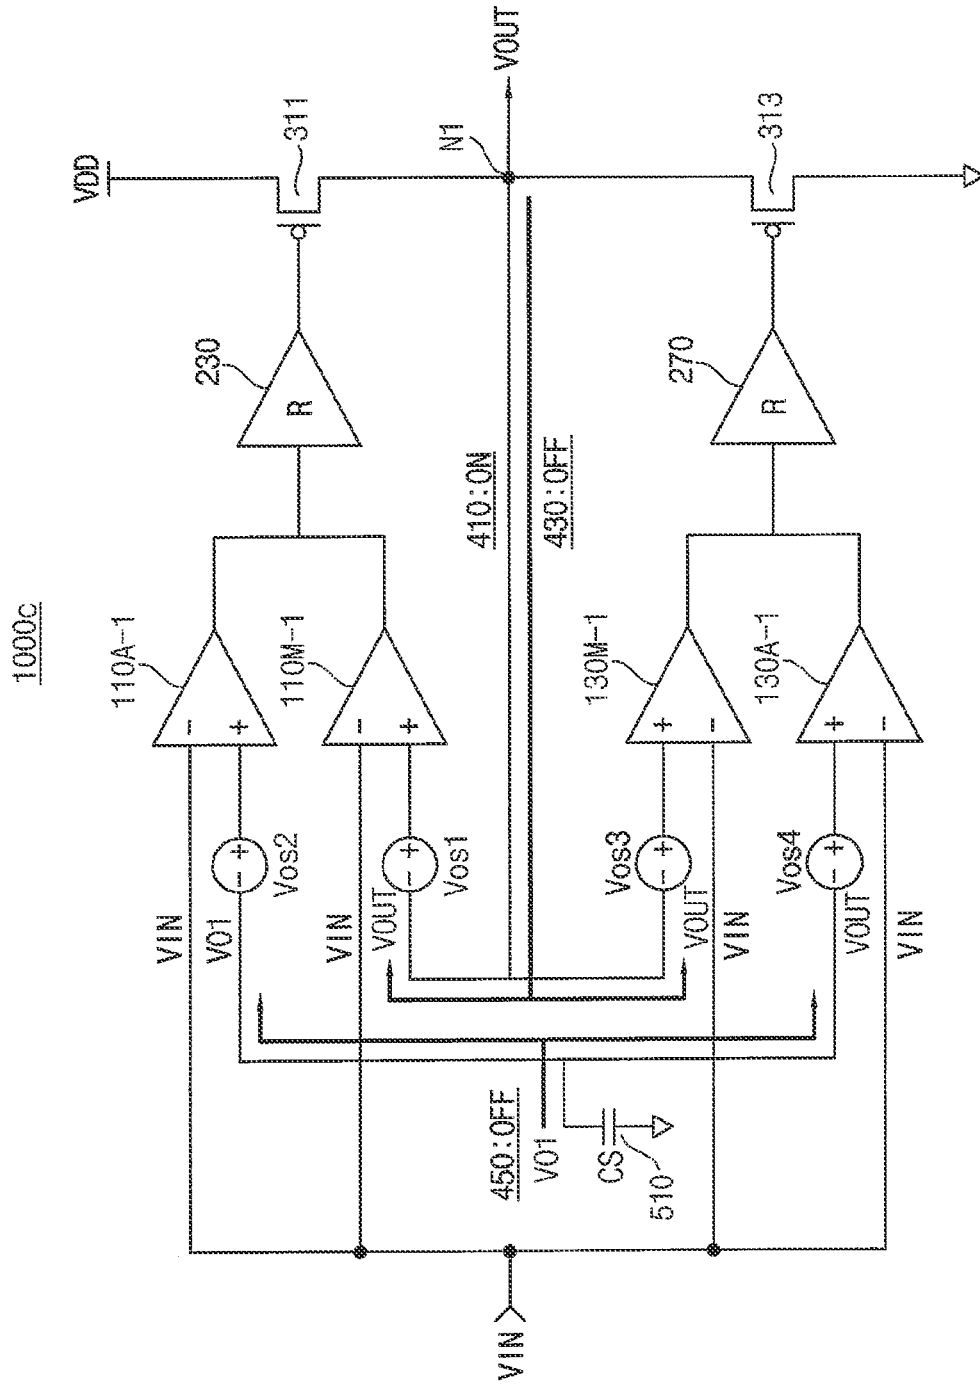 1000c
VDD
311
230
R
110A-1
-
+
110M-1
-
+
Vos2
+
-
VIN
VO1
Vos1
+
-
VIN
VOUT
N1
VOUT
410:ON
430:OFF
450:OFF
VO1
CS
510
VIN
313
270
R
130M-1
+
-
130A-1
+
-
Vos3
+
-
VOUT
VIN
Vos4
+
-
VOUT
VIN